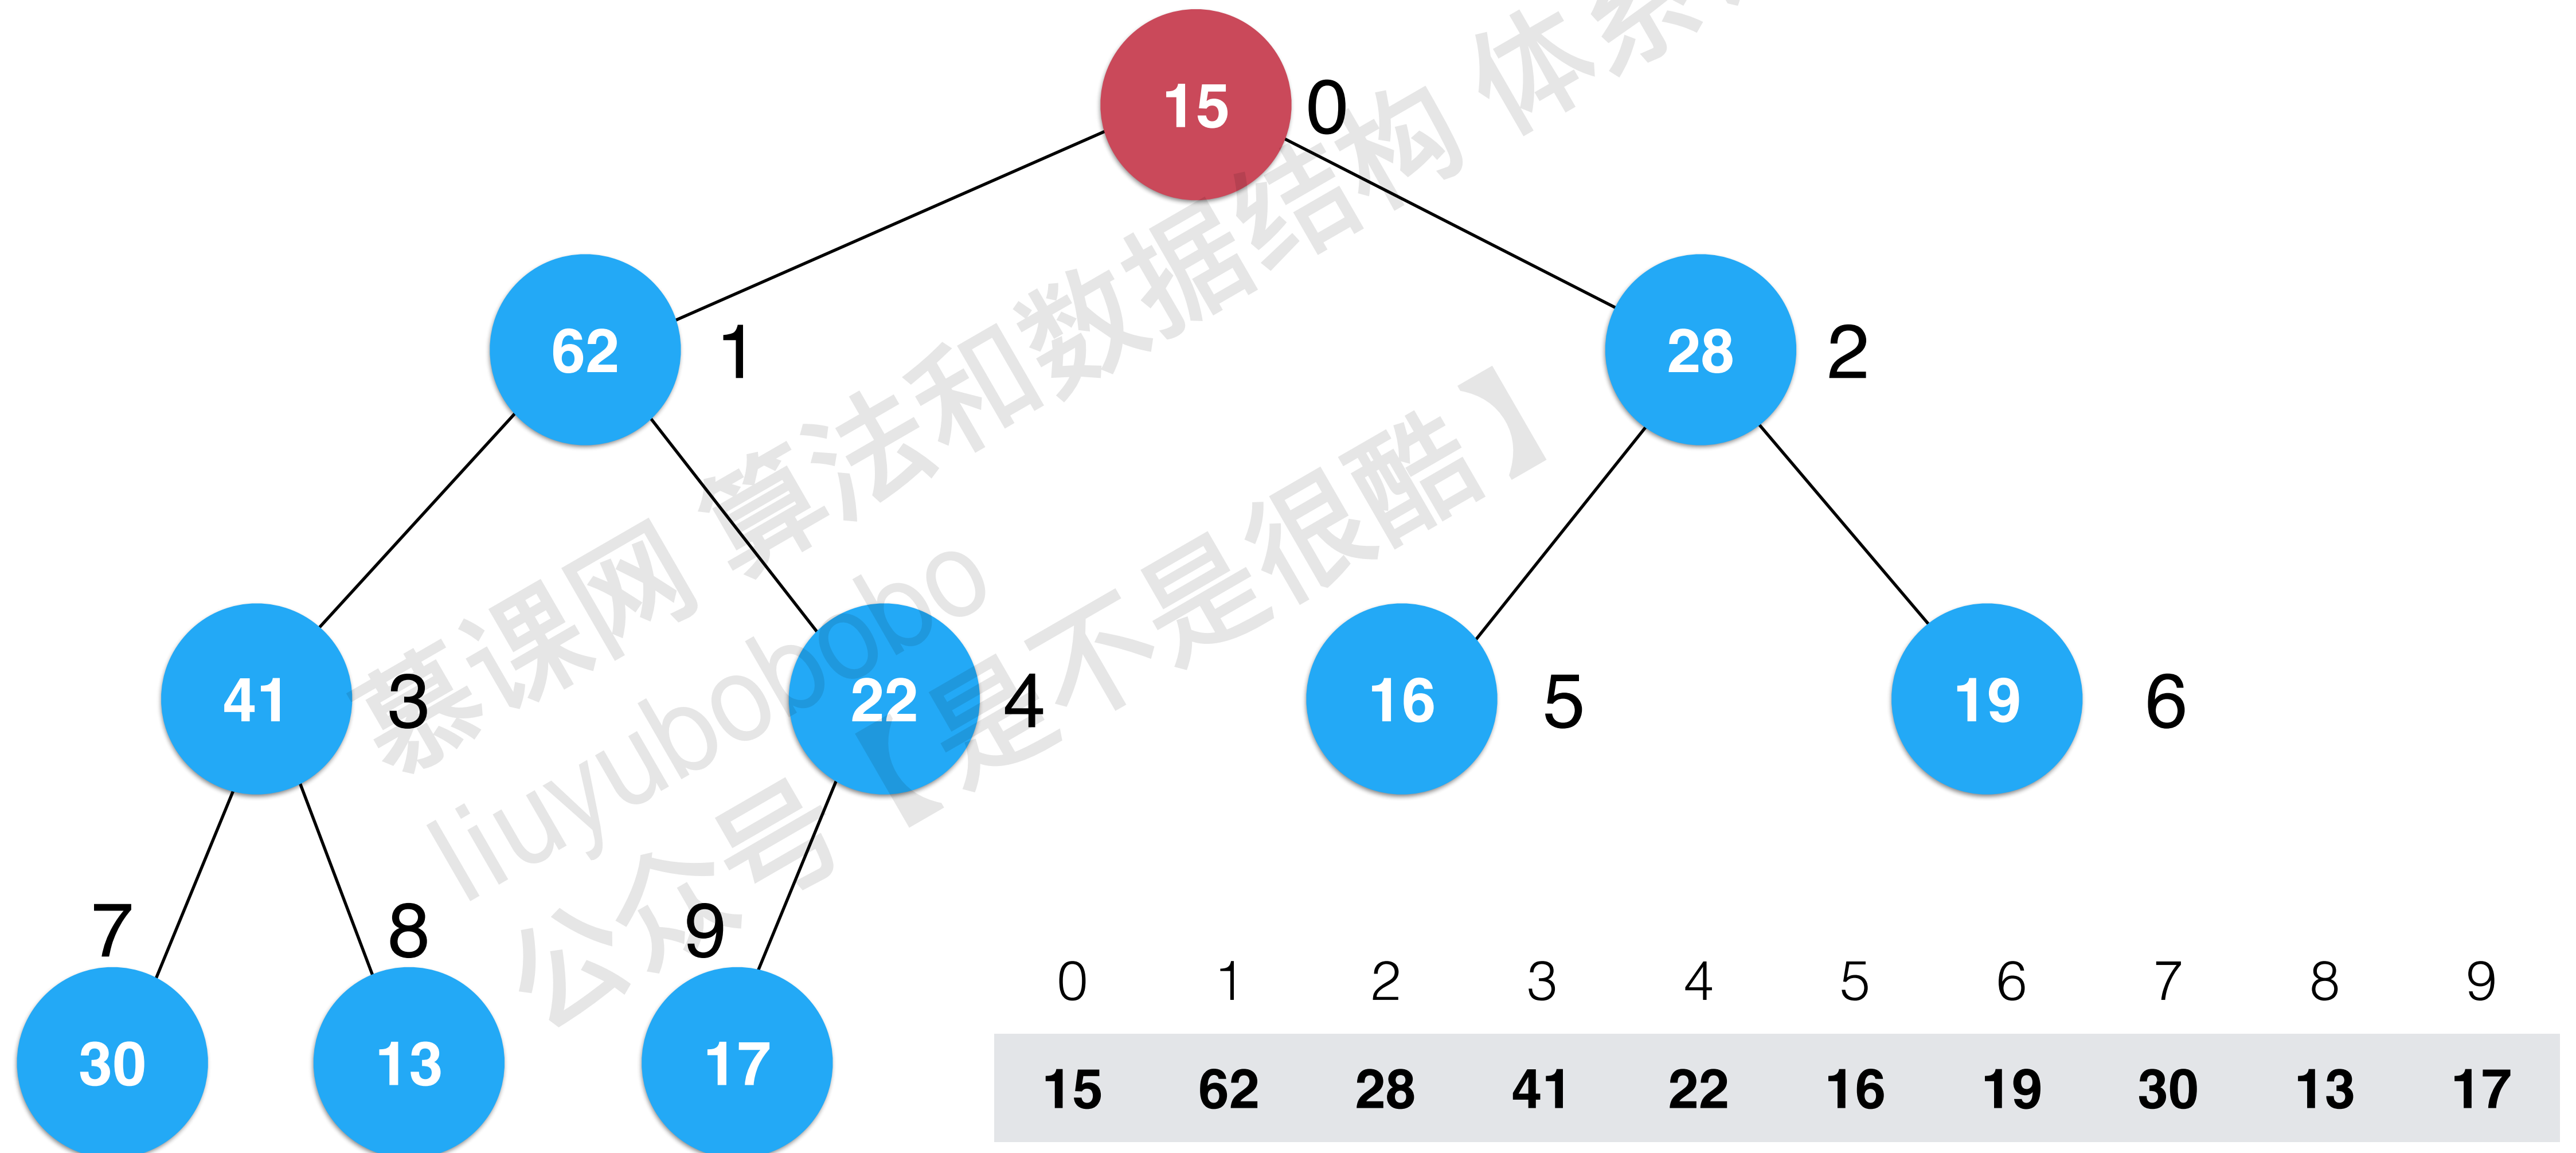 15 0
62 1 28 2
41 3 22 4 16 5 19 6
7 8 9
30 13 17
0 1 2 3 4 5 6 7 8 9
15 62 28 41 22 16 19 30 13 17
慕课网 算法和数据结构 体系
liuyubobobo
公众号【是不是很酷】